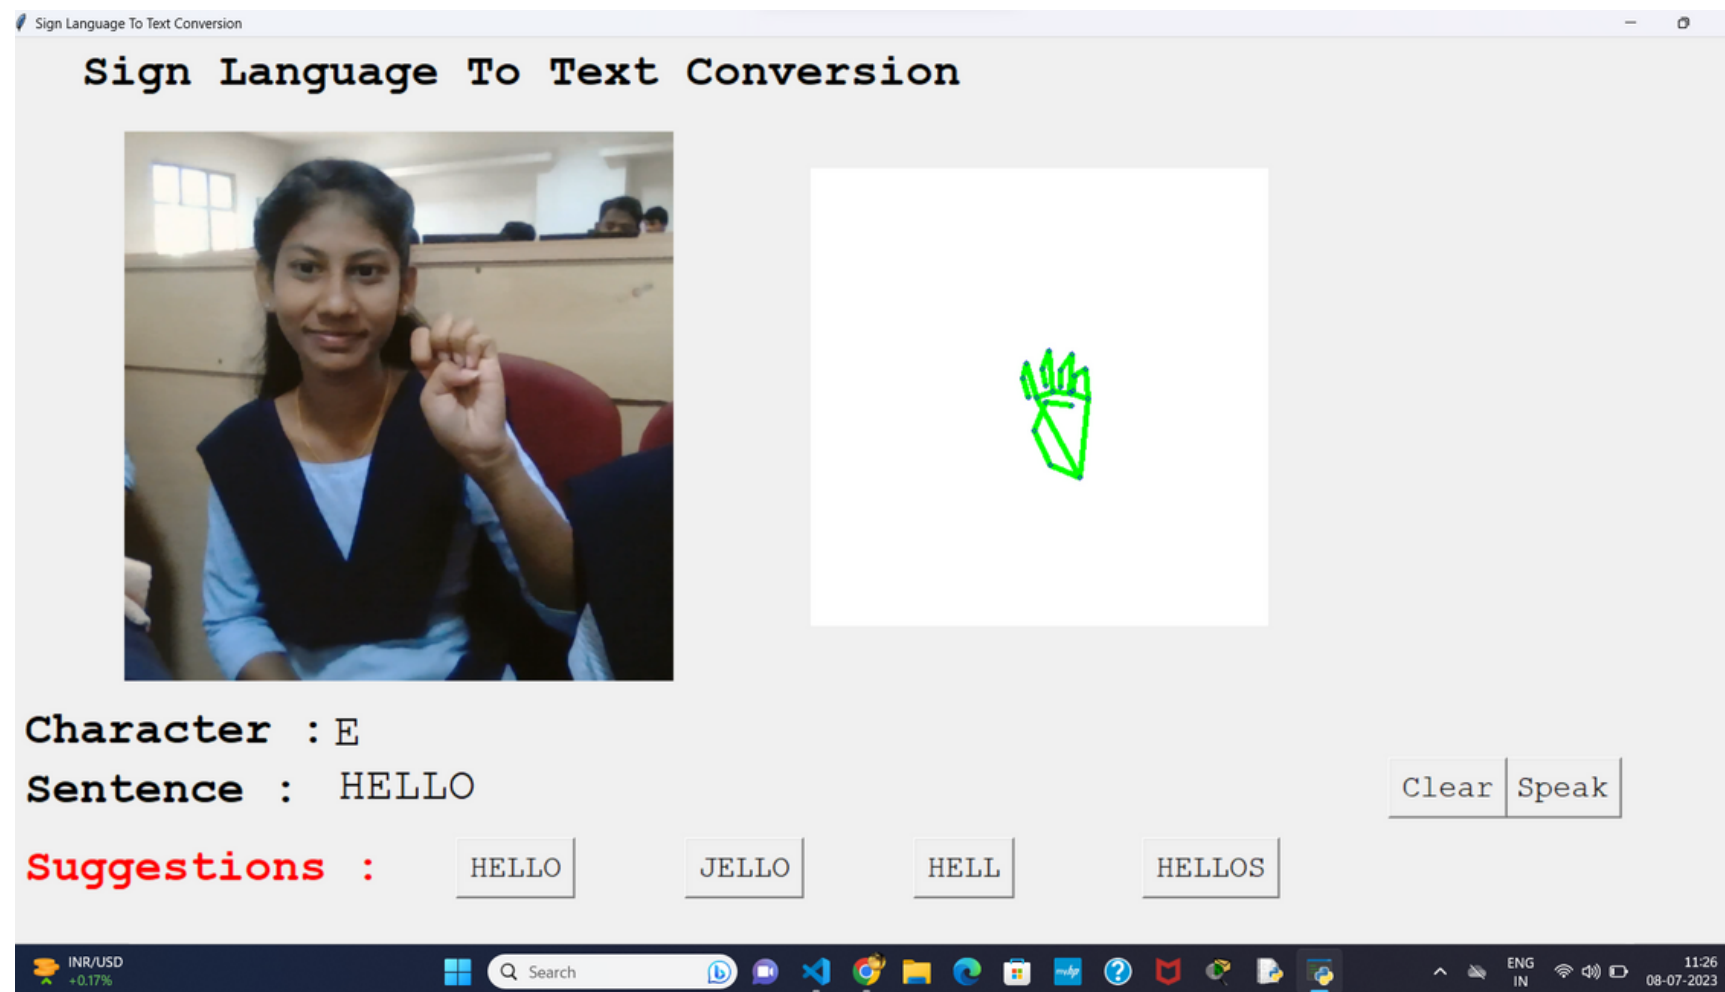 Sign Language To Text Conversion
Sign Language To Text Conversion
Character : E
Sentence : HELLO
Clear Speak
Suggestions : HELLO JELLO HELL HELLOS
INR/USD
+0.17%
Search
myhp
ENG
IN
11:26
08-07-2023